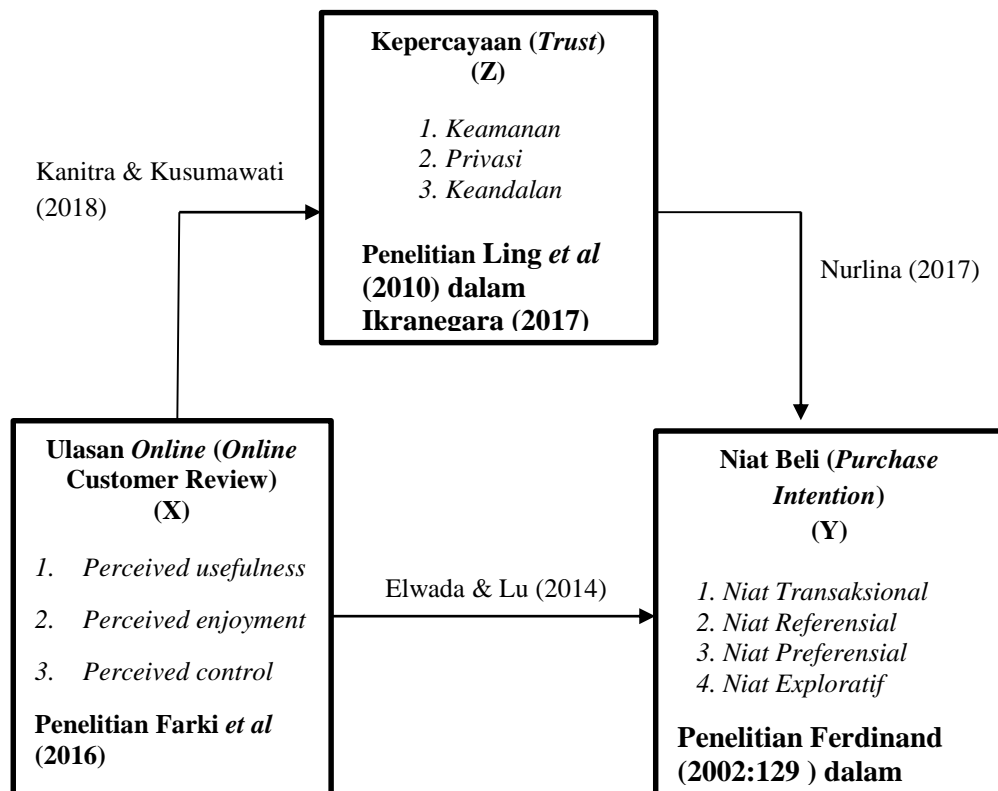 Kepercayaan (Trust)
(Z)
1. Keamanan
2. Privasi
3. Keandalan
Penelitian Ling et al
(2010) dalam
Ikranegara (2017)
Kanitra & Kusumawati
(2018)
Nurlina (2017)
Ulasan Online (Online
Customer Review)
(X)
1. Perceived usefulness
2. Perceived enjoyment
3. Perceived control
Penelitian Farki et al
(2016)
Elwada & Lu (2014)
Niat Beli (Purchase
Intention)
(Y)
1. Niat Transaksional
2. Niat Referensial
3. Niat Preferensial
4. Niat Exploratif
Penelitian Ferdinand
(2002:129 ) dalam